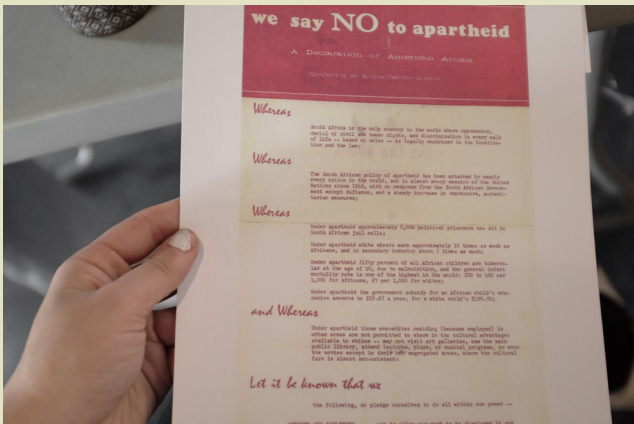 we say NO to apartheid
A Declaration of American Artists
Circulated by the American Committee on Africa
Whereas
South Africa is the only country in the world where oppression,
denial of civil and human rights, and discrimination in every walk
of life -- based on color -- is legally enshrined in the Constitu-
tion and the law;
Whereas
The South African policy of apartheid has been attacked by nearly
every nation in the world, and in almost every session of the United
Nations since 1946, with no response from the South African Govern-
ment except defiance, and a steady increase in repressive, authori-
tarian measures;
Whereas
Under apartheid approximately 5,000 political prisoners now sit in
South African jail cells;
Under apartheid white miners earn approximately 15 times as much as
Africans, and in secondary industry about 5 times as much;
Under apartheid fifty percent of all African children are tubercu-
lar at the age of 10, due to malnutrition, and the general infant
mortality rate is one of the highest in the world: 200 to 400 per
1,000 for Africans, 27 per 1,000 for whites;
Under apartheid the government subsidy for an African child's edu-
cation amounts to a year, for a white child's
and Whereas
Under apartheid those non-whites residing (because employed) in
urban areas are not permitted to share in the cultural advantages
available to whites -- may not visit art galleries, use the main
public library, attend lectures, plays, or musical programs, or even
the movies except in their own segregated areas, where the cultural
fare is almost non-existent:
Let it be known that we
the following, do pledge ourselves to do all within our power --